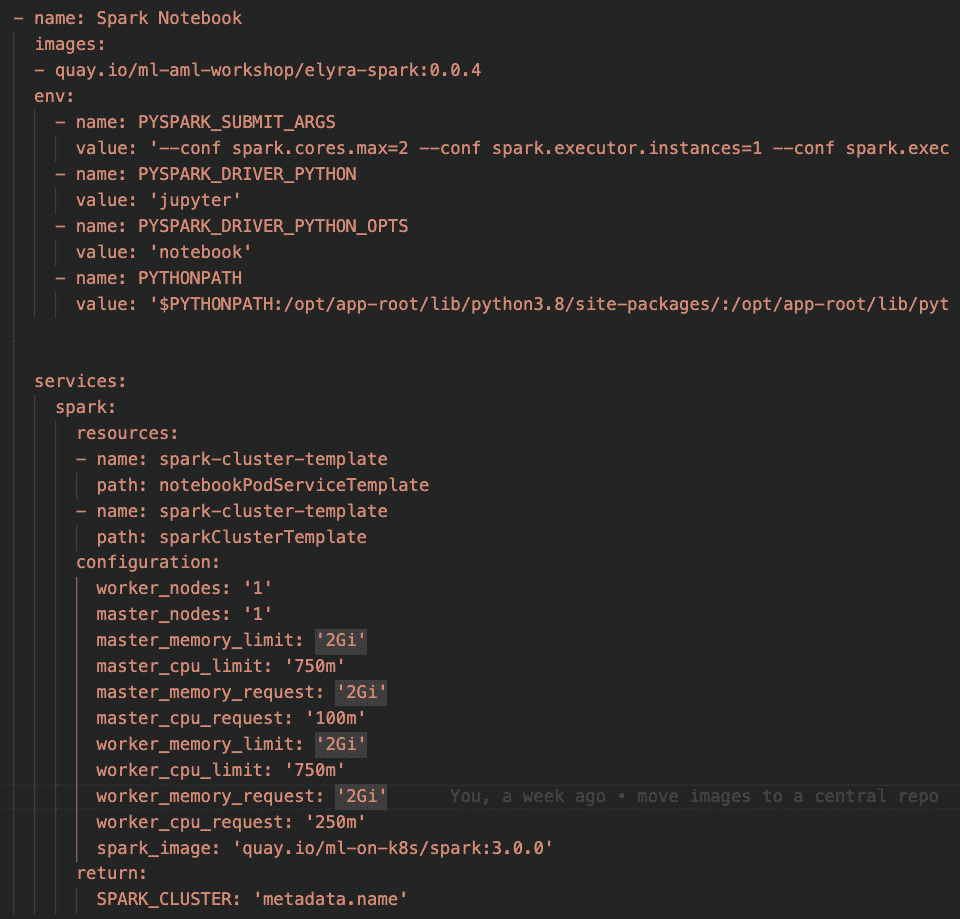 - name: Spark Notebook
  images:
  - quay.io/ml-aml-workshop/elyra-spark:0.0.4
  env:
    - name: PYSPARK_SUBMIT_ARGS
      value: '--conf spark.cores.max=2 --conf spark.executor.instances=1 --conf spark.exec
    - name: PYSPARK_DRIVER_PYTHON
      value: 'jupyter'
    - name: PYSPARK_DRIVER_PYTHON_OPTS
      value: 'notebook'
    - name: PYTHONPATH
      value: '$PYTHONPATH:/opt/app-root/lib/python3.8/site-packages/:/opt/app-root/lib/pyt
  services:
    spark:
      resources:
      - name: spark-cluster-template
        path: notebookPodServiceTemplate
      - name: spark-cluster-template
        path: sparkClusterTemplate
      configuration:
        worker_nodes: '1'
        master_nodes: '1'
        master_memory_limit: '2Gi'
        master_cpu_limit: '750m'
        master_memory_request: '2Gi'
        master_cpu_request: '100m'
        worker_memory_limit: '2Gi'
        worker_cpu_limit: '750m'
        worker_memory_request: '2Gi'      You, a week ago • move images to a central repo
        worker_cpu_request: '250m'
        spark_image: 'quay.io/ml-on-k8s/spark:3.0.0'
      return:
        SPARK_CLUSTER: 'metadata.name'